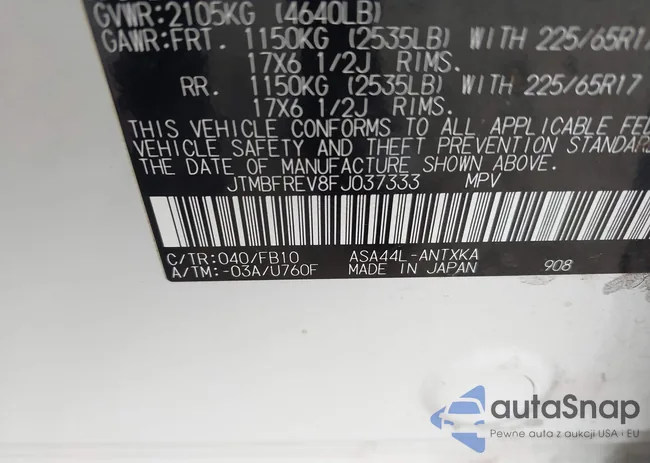 GVWR:2105KG (4640LB)
GAWR:FRT. 1150KG (2535LB) WITH 225/65R17
17X6 1/2J RIMS.
RR. 1150KG (2535LB) WITH 225/65R17
17X6 1/2J RIMS.
THIS VEHICLE CONFORMS TO ALL APPLICABLE FED
VEHICLE SAFETY AND THEFT PREVENTION STANDAR
THE DATE OF MANUFACTURE SHOWN ABOVE.
JTMBFREV8FJ037333 MPV
C/TR:040/FB10 ASA44L-ANTXKA
A/TM:-03A/U760F MADE IN JAPAN 908
autaSnap
Pewne auta z aukcji USA i EU